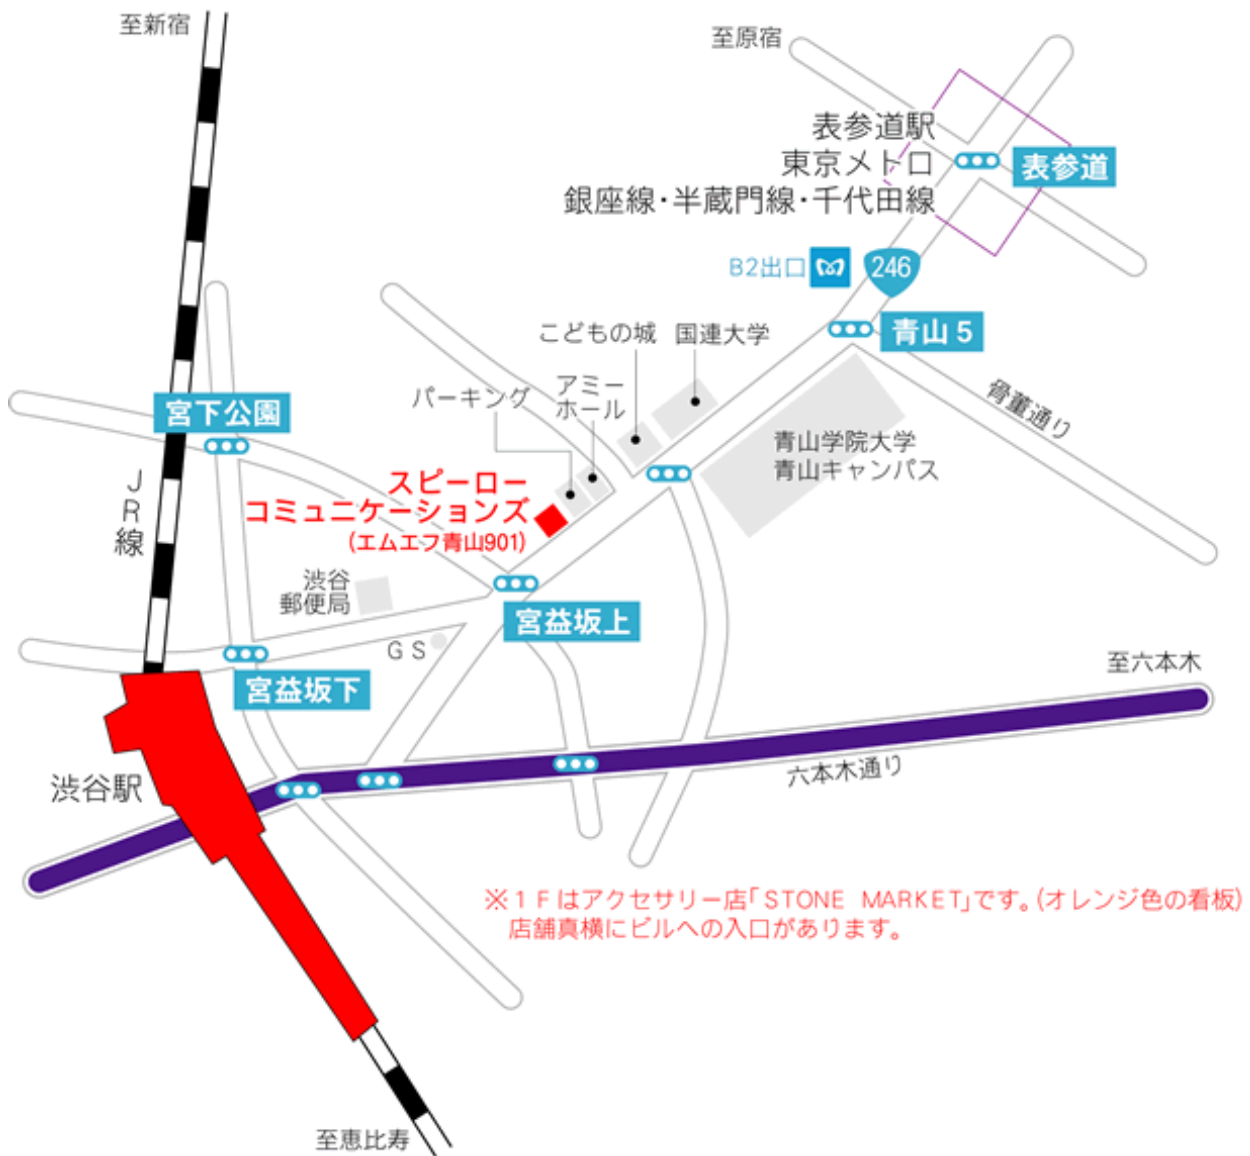 至新宿
至原宿
表参道駅
東京メトロ
銀座線・半蔵門線・千代田線
表参道
B2出口
246
青山5
こどもの城
国連大学
アミー
ホール
パーキング
骨董通り
宮下公園
青山学院大学
青山キャンパス
スピーロー
コミュニケーションズ
(エムエフ青山901)
JR線
渋谷
郵便局
宮益坂上
GS
宮益坂下
至六本木
六本木通り
渋谷駅
※1Fはアクセサリー店「STONE MARKET」です。(オレンジ色の看板)
店舗真横にビルへの入口があります。
至恵比寿